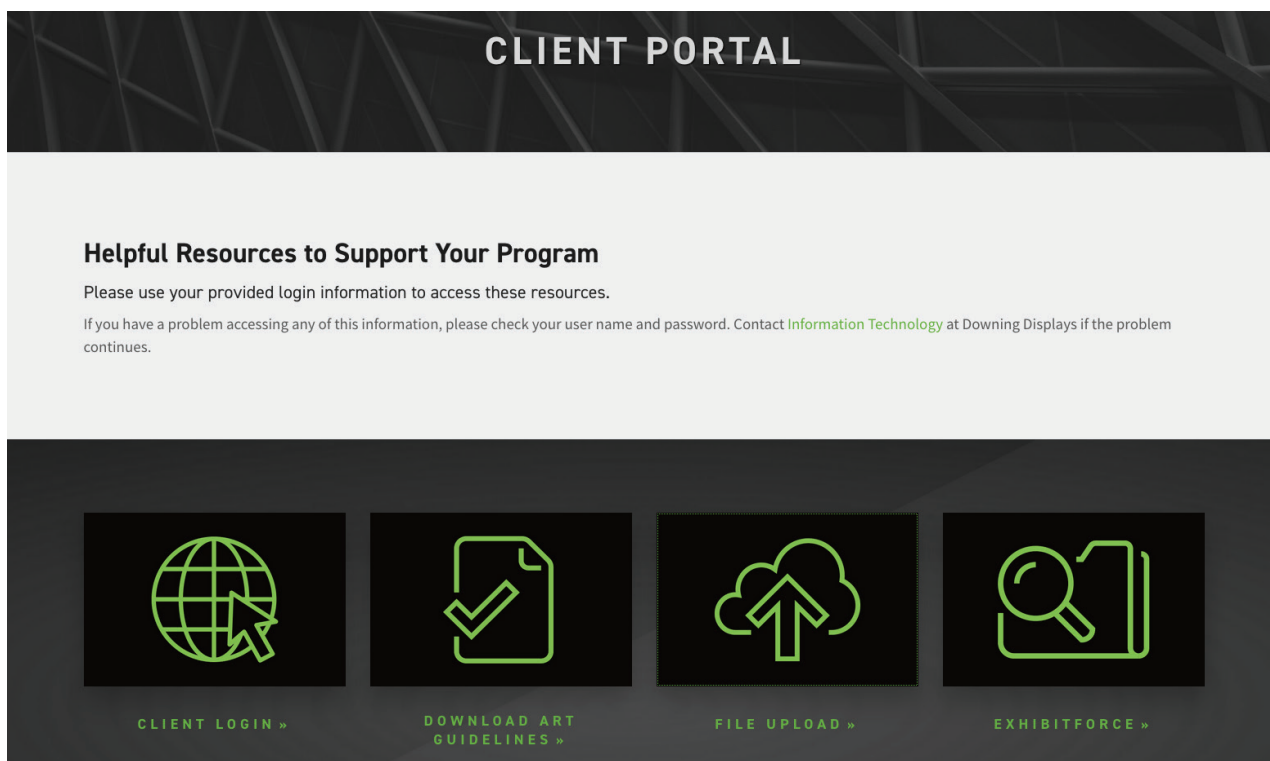 CLIENT PORTAL
Helpful Resources to Support Your Program
Please use your provided login information to access these resources.
If you have a problem accessing any of this information, please check your user name and password. Contact Information Technology at Downing Displays if the problem
continues.
CLIENT LOGIN »
DOWNLOAD ART
GUIDELINES »
FILE UPLOAD »
EXHIBITFORCE »